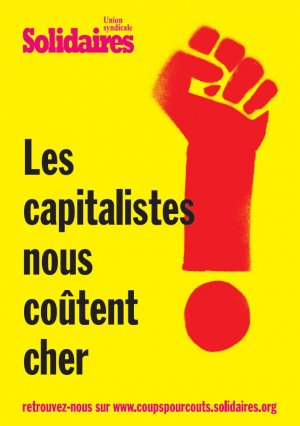 Union
syndicale
Solidaires
Les
capitalistes
nous
coûtent
cher
retrouvez-nous sur www.coupspourcouts.solidaires.org